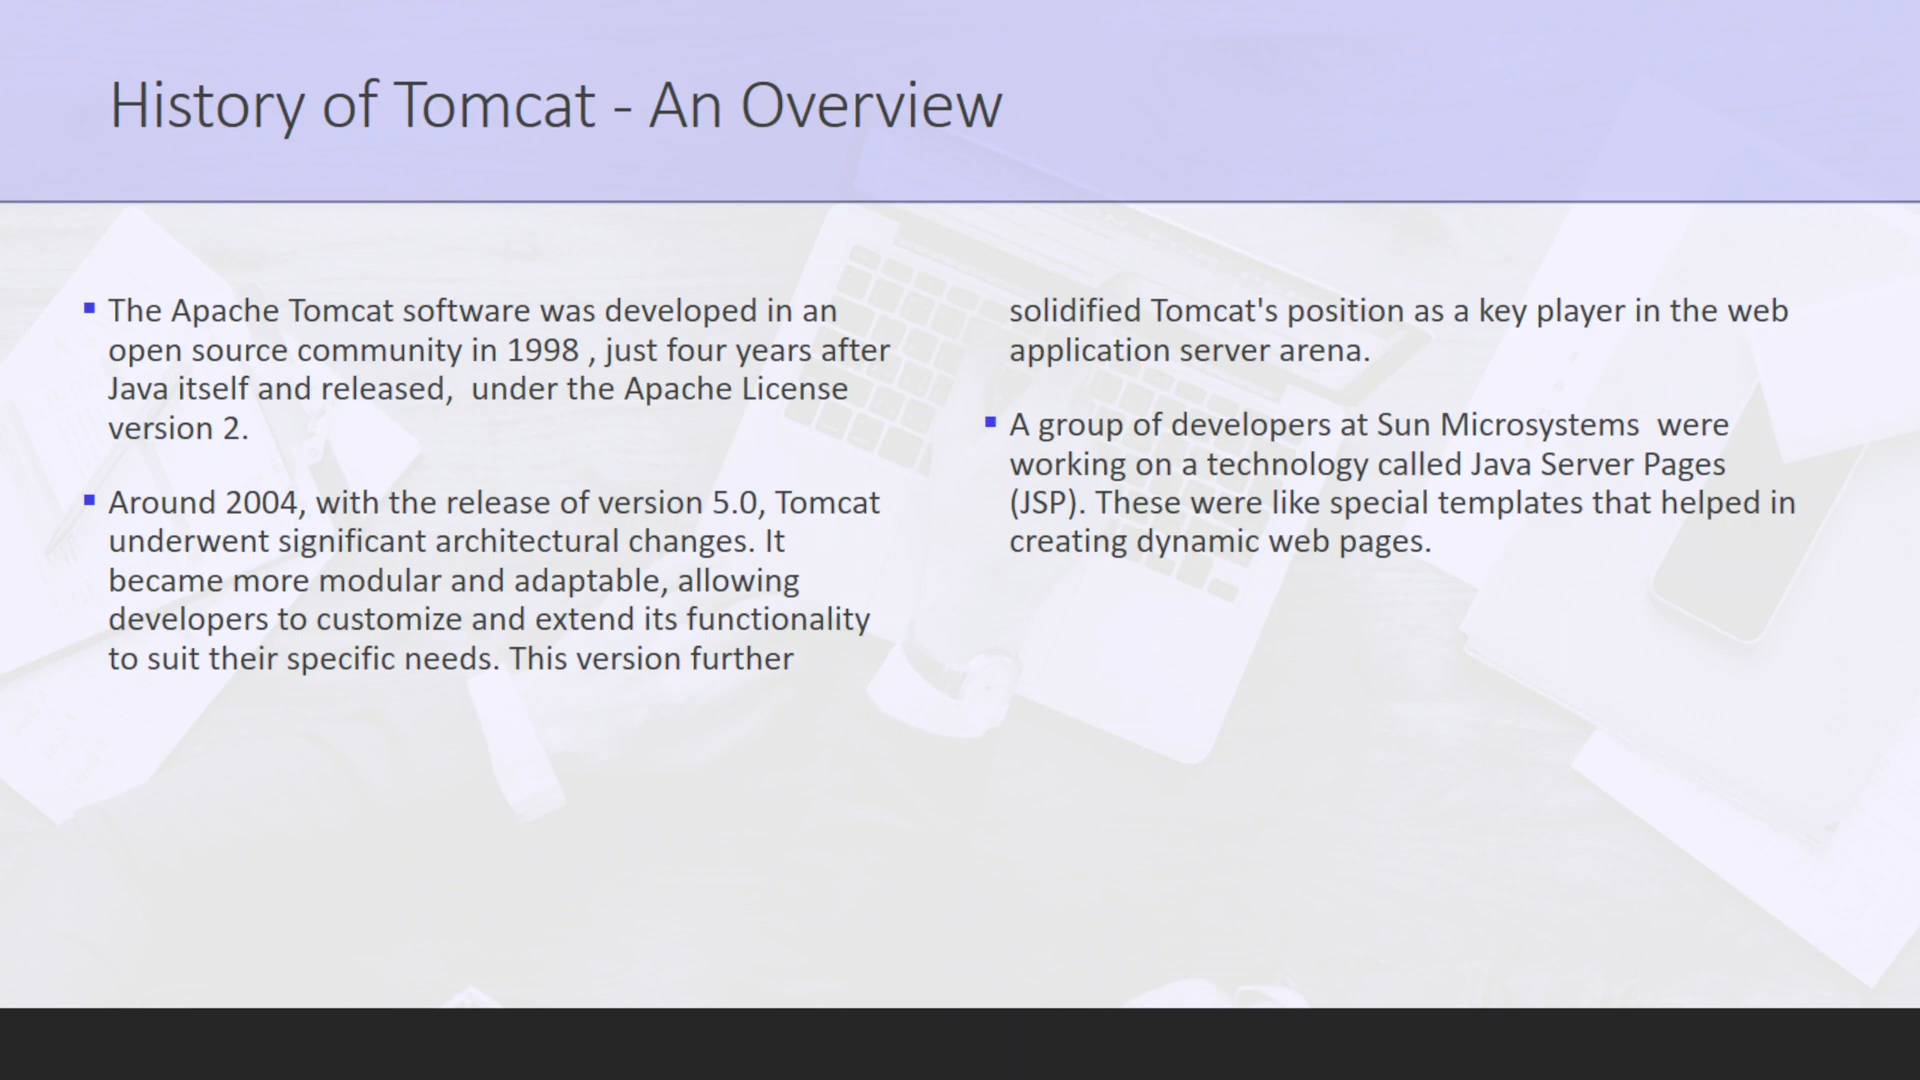 History of Tomcat - An Overview
The Apache Tomcat software was developed in an
open source community in 1998 , just four years after
Java itself and released,  under the Apache License
version 2.
Around 2004, with the release of version 5.0, Tomcat
underwent significant architectural changes. It
became more modular and adaptable, allowing
developers to customize and extend its functionality
to suit their specific needs. This version further
solidified Tomcat's position as a key player in the web
application server arena.
A group of developers at Sun Microsystems  were
working on a technology called Java Server Pages
(JSP). These were like special templates that helped in
creating dynamic web pages.